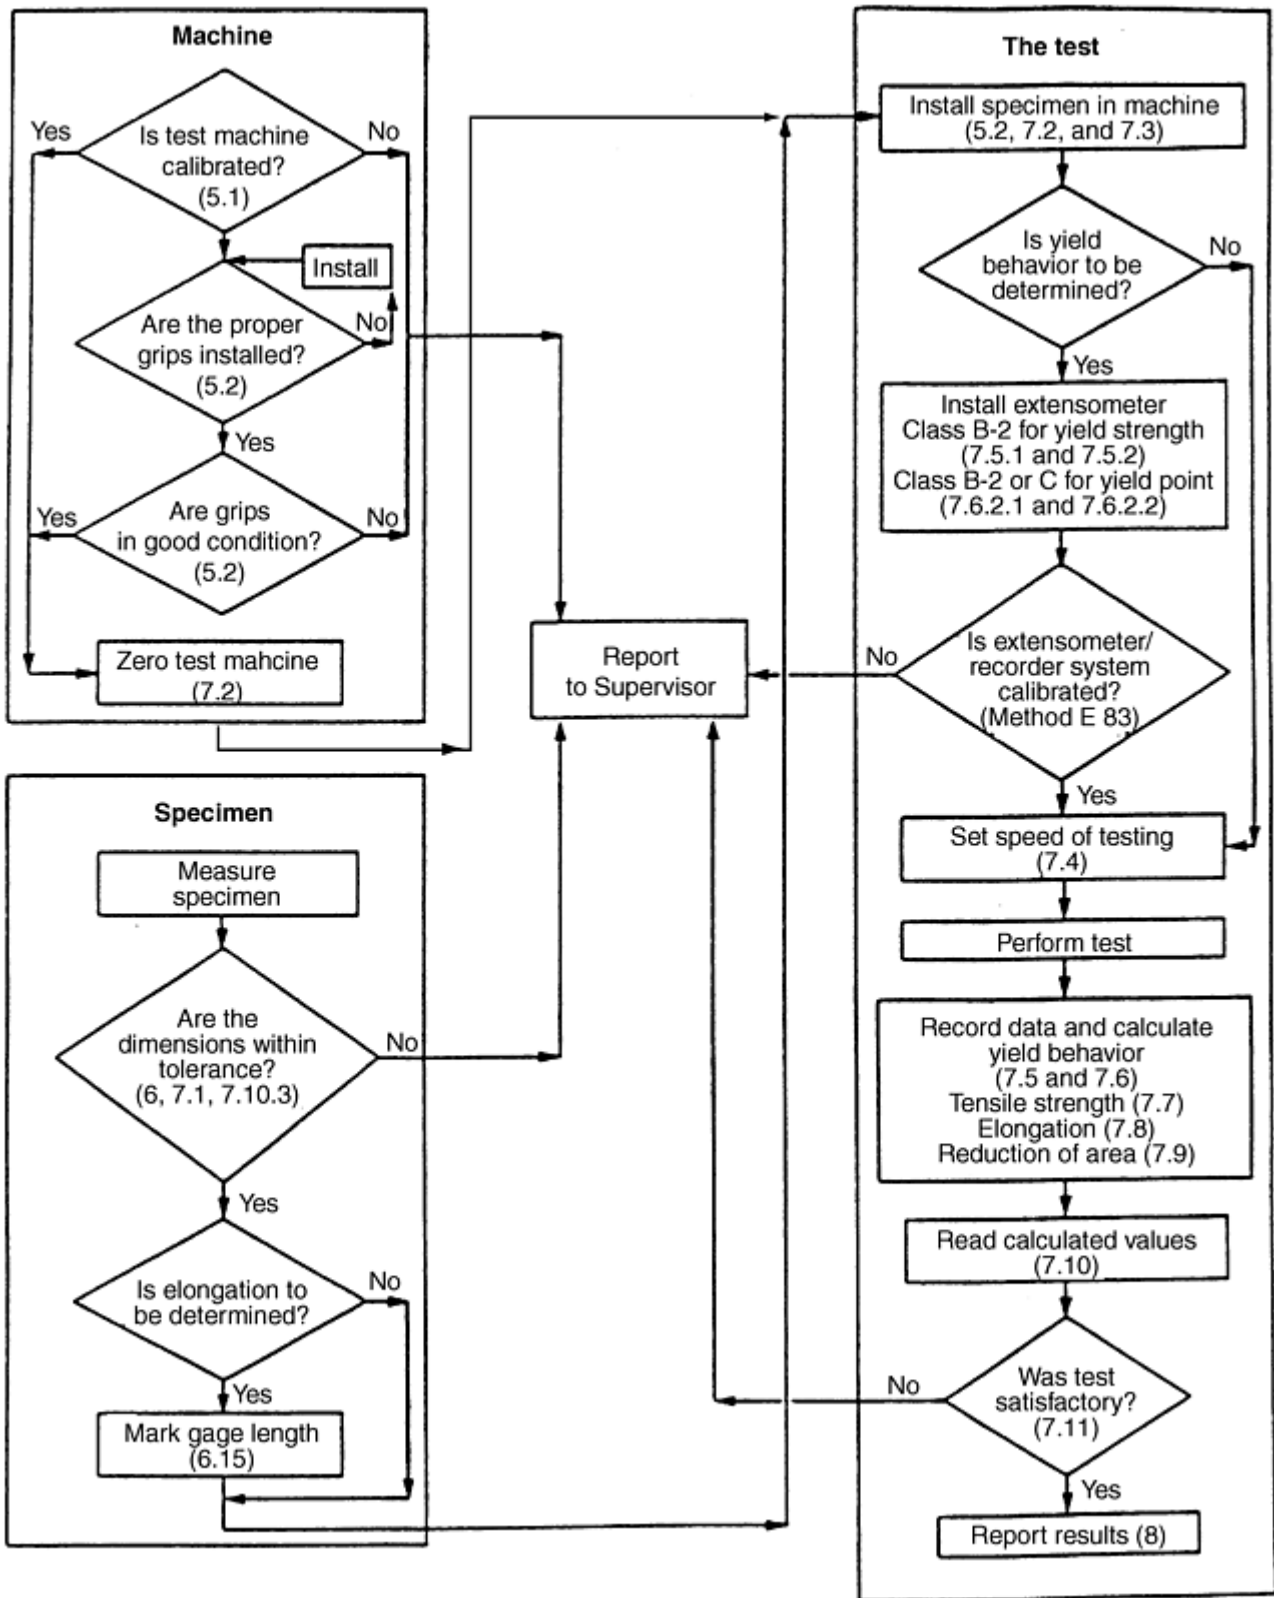 Machine
Is test machine
calibrated?
(5.1)
Yes
No
Install
Are the proper
grips installed?
(5.2)
No
Yes
Are grips
in good condition?
(5.2)
Yes
No
Zero test mahcine
(7.2)
Specimen
Measure
specimen
Are the
dimensions within
tolerance?
(6, 7.1, 7.10.3)
No
Yes
Is elongation to
be determined?
No
Yes
Mark gage length
(6.15)
Report
to Supervisor
The test
Install specimen in machine
(5.2, 7.2, and 7.3)
Is yield
behavior to be
determined?
No
Yes
Install extensometer
Class B-2 for yield strength
(7.5.1 and 7.5.2)
Class B-2 or C for yield point
(7.6.2.1 and 7.6.2.2)
Is extensometer/
recorder system
calibrated?
(Method E 83)
No
Yes
Set speed of testing
(7.4)
Perform test
Record data and calculate
yield behavior
(7.5 and 7.6)
Tensile strength (7.7)
Elongation (7.8)
Reduction of area (7.9)
Read calculated values
(7.10)
Was test
satisfactory?
(7.11)
No
Yes
Report results (8)